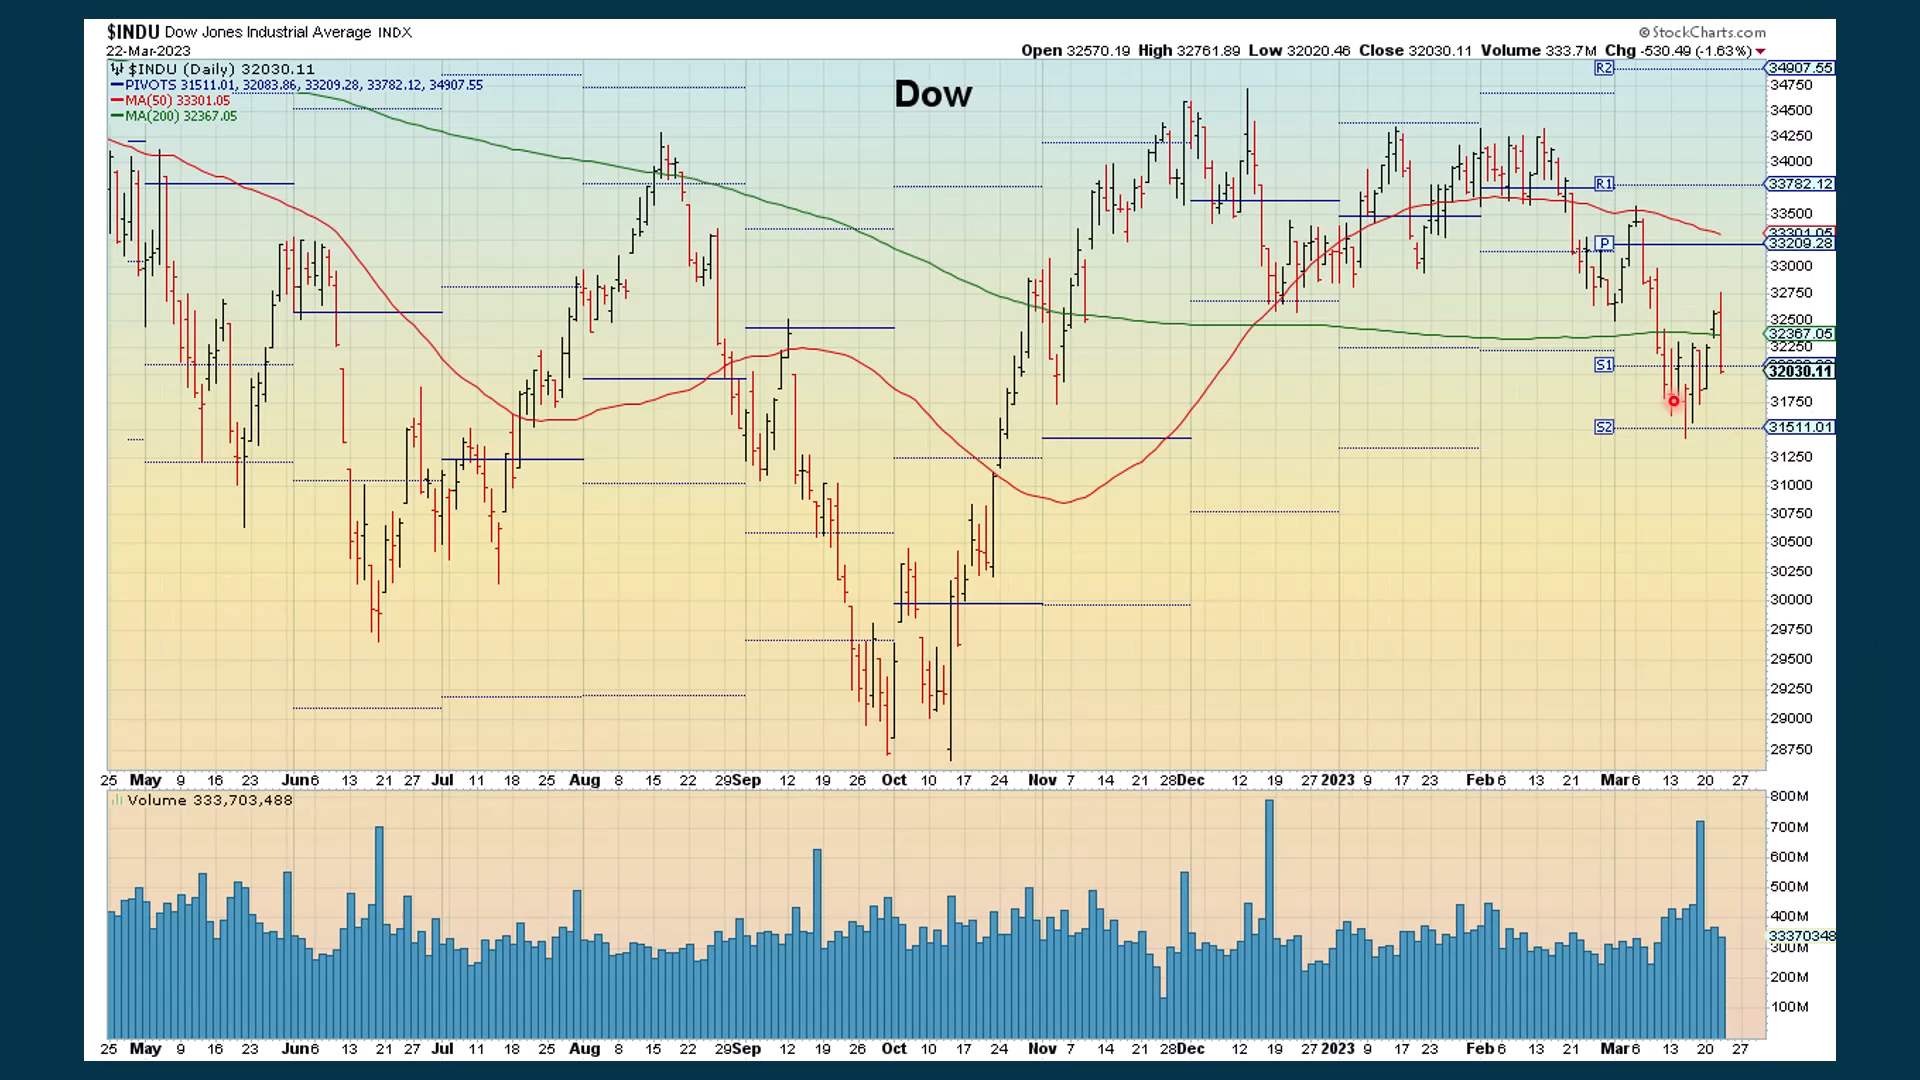 $INDU Dow Jones Industrial Average INDX
© StockCharts.com
22-Mar-2023
Open 32570.19 High 32761.89 Low 32020.46 Close 32030.11 Volume 333.7M Chg -530.49 (-1.63%)
$INDU (Daily) 32030.11
PIVOTS 31511.01, 32083.86, 33209.28, 33782.12, 34907.55
MA(50) 33301.05
MA(200) 32367.05
Dow
R2
34907.55
34750
34500
34250
34000
R1
33782.12
33500
33301.05
P
33209.28
33000
32750
32500
32367.05
32250
S1
32030.11
31750
S2
31511.01
31250
31000
30750
30500
30250
30000
29750
29500
29250
29000
28750
25 May 9 16 23 Jun 6 13 21 27 Jul 11 18 25 Aug 8 15 22 29 Sep 12 19 26 Oct 10 17 24 Nov 7 14 21 28 Dec 12 19 27 2023 9 17 23 Feb 6 13 21 Mar 6 13 20 27
Volume 333,703,488
800M
700M
600M
500M
400M
33370348
300M
200M
100M
25 May 9 16 23 Jun 6 13 21 27 Jul 11 18 25 Aug 8 15 22 29 Sep 12 19 26 Oct 10 17 24 Nov 7 14 21 28 Dec 12 19 27 2023 9 17 23 Feb 6 13 21 Mar 6 13 20 27